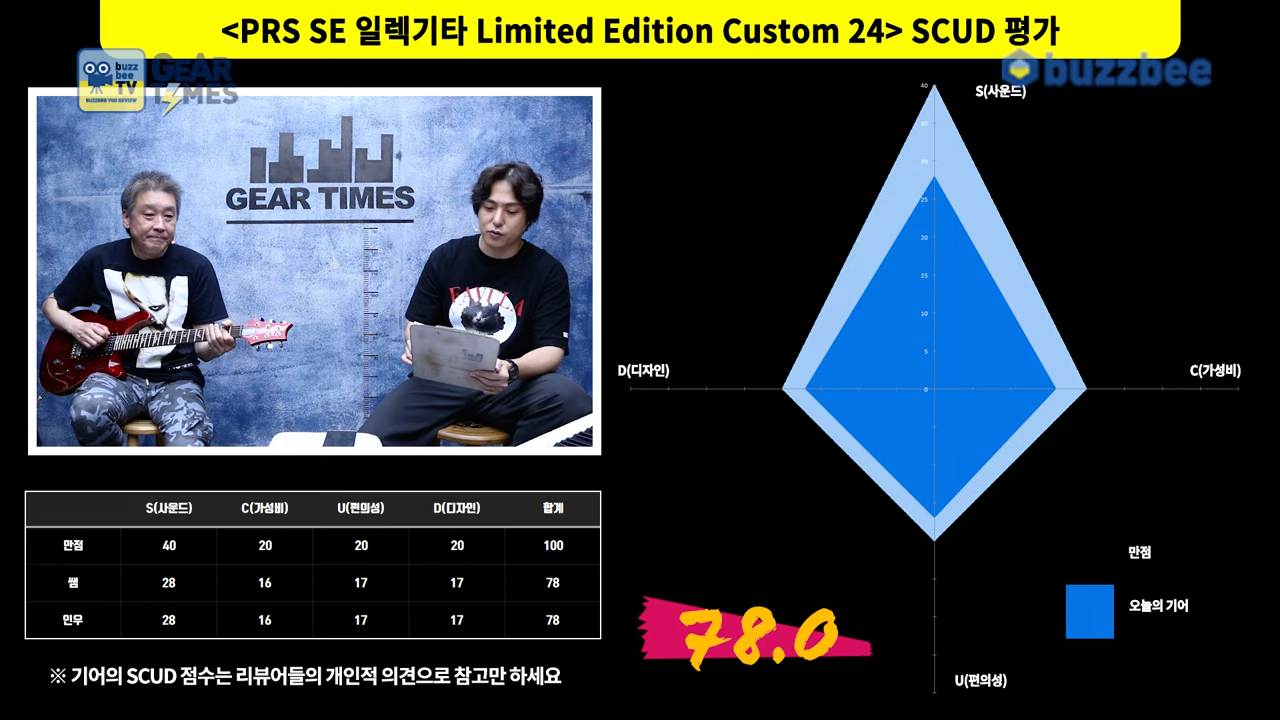 <PRS SE 일렉기타 Limited Edition Custom 24> SCUD 평가
buzz
bee
TV
BUZZBEE YOU REVIEW
GEAR
TIMES
buzzbee
GEAR TIMES
S(사운드)
40
35
30
25
20
15
10
5
0
D(디자인)
C(가성비)
U(편의성)
S(사운드) C(가성비) U(편의성) D(디자인) 합계
만점 40 20 20 20 100
쌤 28 16 17 17 78
민우 28 16 17 17 78
78.0
만점
오늘의 기어
※ 기어의 SCUD 점수는 리뷰어들의 개인적 의견으로 참고만 하세요